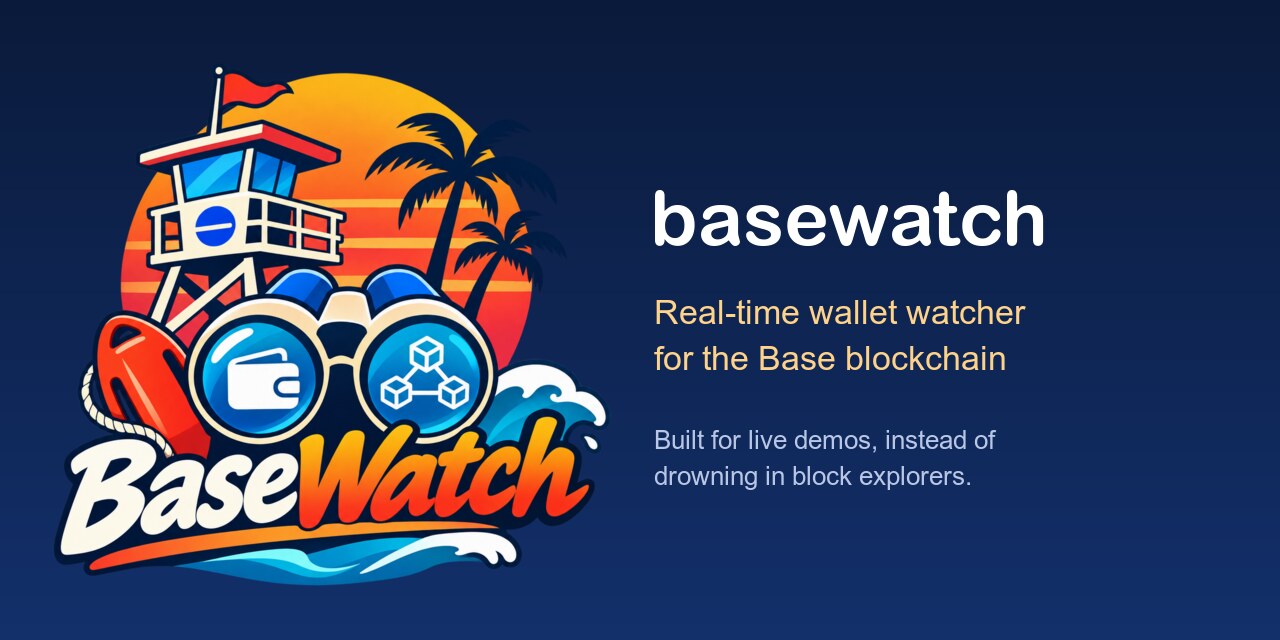 BaseWatch
basewatch
Real-time wallet watcher
for the Base blockchain
Built for live demos, instead of
drowning in block explorers.